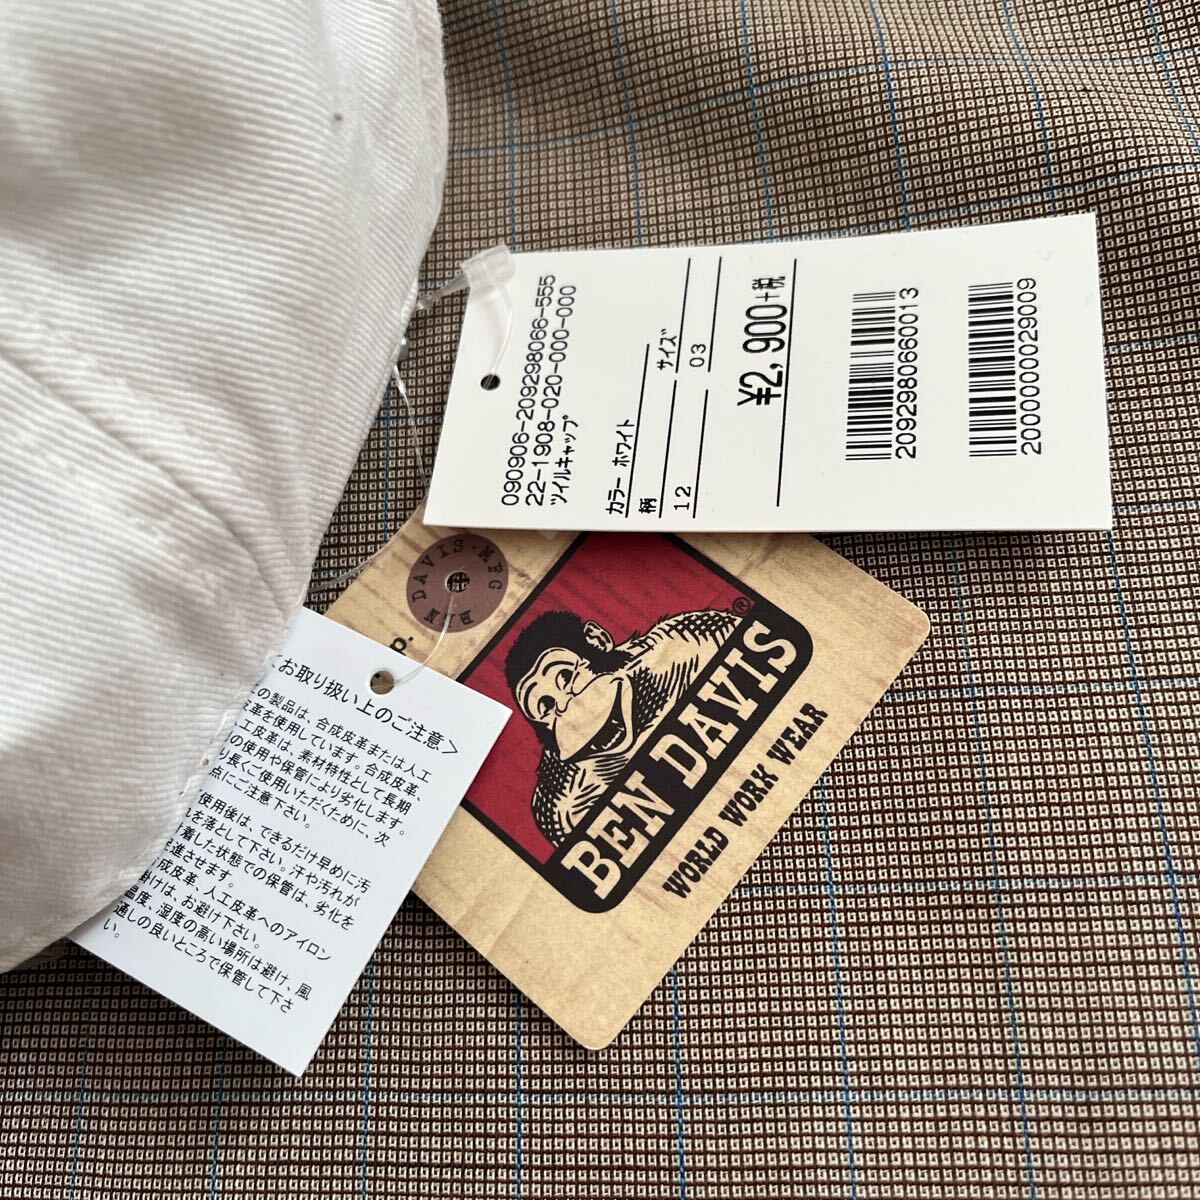 090906-209298066-555
22-1908-020-000-000
ツイルキャップ
カラー ホワイト
柄 サイズ
12 03
¥2,900+税
2092980660013
2000000029009
BEN DAVIS・MFG
p.
BEN DAVIS®
WORLD WORK WEAR
お取り扱い上のご注意>
の製品は、合成皮革または人工
皮革を使用しています。合成皮革、
工皮革は、素材特性として長期
の使用や保管により劣化します。
り長くご使用いただくために、次
点にご注意下さい。
使用後は、できるだけ早めに汚
を落として下さい。汗や汚れが
着した状態での保管は、劣化を
進させます。
成皮革、人工皮革へのアイロン
掛けは、お避け下さい。
温度、湿度の高い場所は避け、風
通しの良いところで保管して下さ
い。